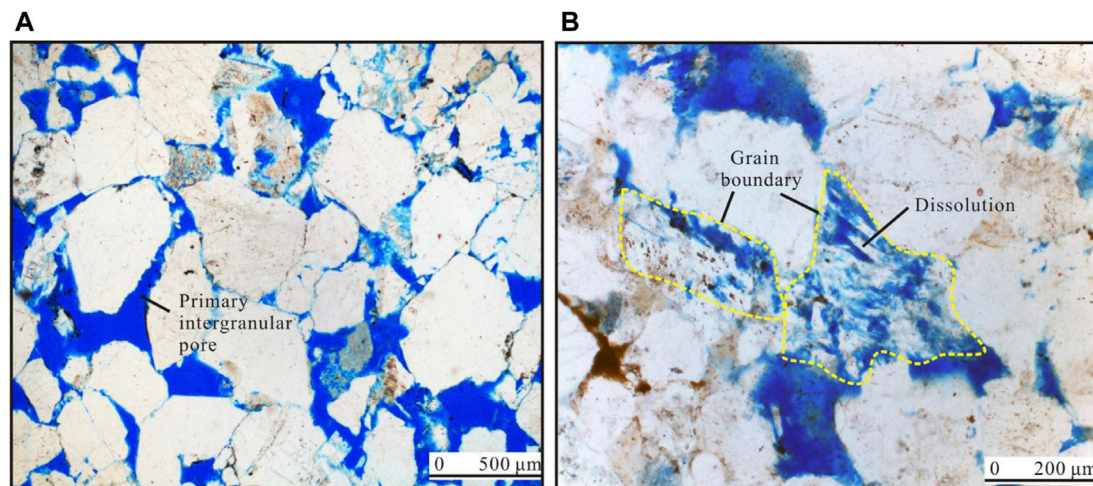 A
B
Primary
intergranular
pore
0 500 μm
Grain
boundary
Dissolution
0 200 μm